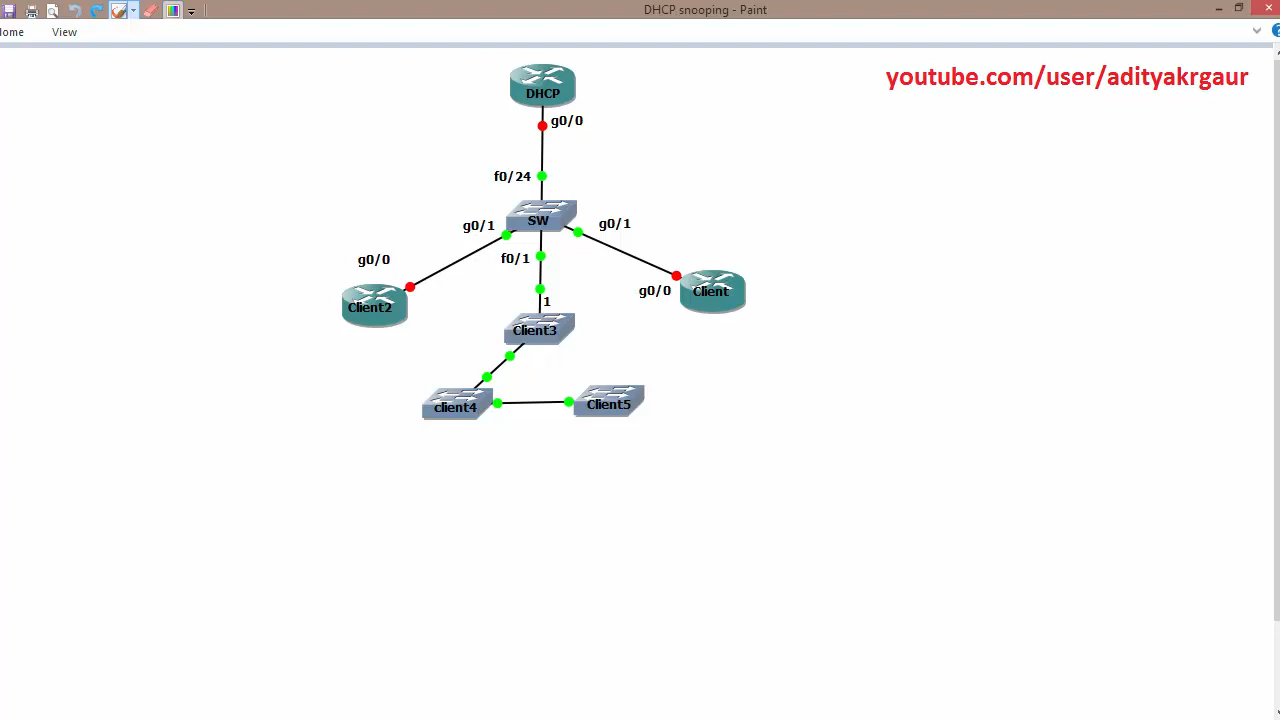 DHCP snooping - Paint
ome
View
youtube.com/user/adityakrgaur
DHCP
g0/0
f0/24
SW
g0/1
g0/1
g0/0
f0/1
Client2
g0/0
Client
1
Client3
client4
Client5